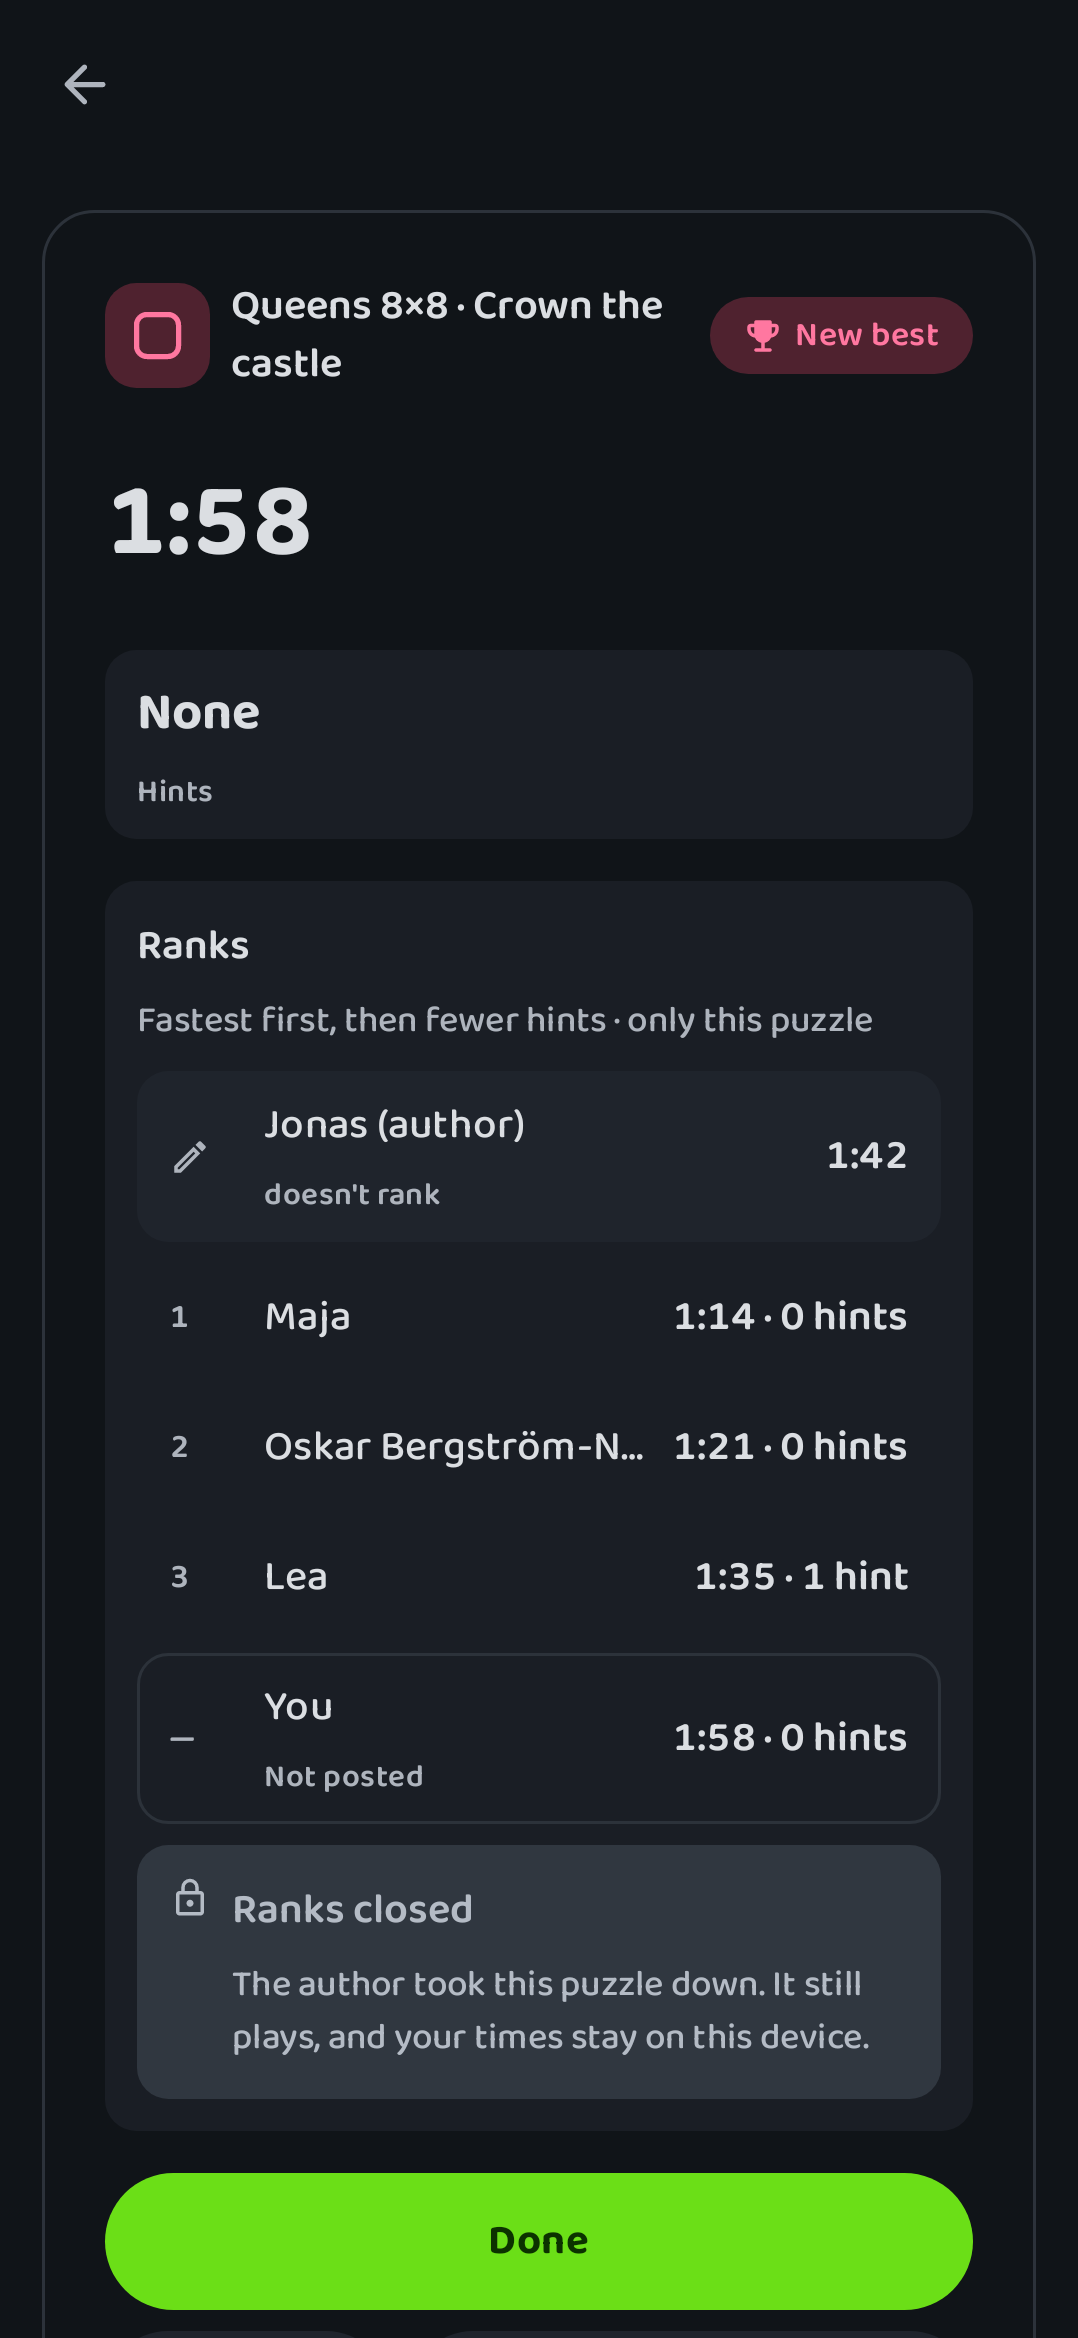 Queens 8×8 · Crown the
castle
New best
1:58
None
Hints
Ranks
Fastest first, then fewer hints · only this puzzle
Jonas (author)
doesn't rank
1:42
1 Maja 1:14 · 0 hints
2 Oskar Bergström-N... 1:21 · 0 hints
3 Lea 1:35 · 1 hint
You
Not posted
– 1:58 · 0 hints
Ranks closed
The author took this puzzle down. It still
plays, and your times stay on this device.
Done